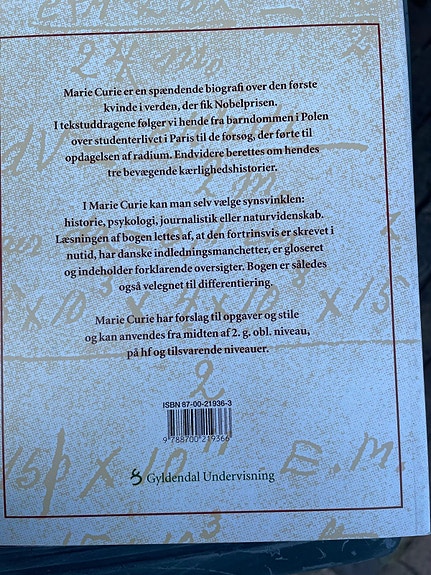 Marie Curie er en spændende biografi over den første
kvinde i verden, der fik Nobelprisen.
I tekstuddragene følger vi hende fra barndommen i Polen
over studenterlivet i Paris til de forsøg, der førte til
opdagelsen af radium. Endvidere berettes om hendes
tre bevægende kærlighedshistorier.
I Marie Curie kan man selv vælge synsvinklen:
historie, psykologi, journalistik eller naturvidenskab.
Læsningen af bogen lettes af, at den fortrinsvis er skrevet i
nutid, har danske indledningsmanchetter, er gloseret
og indeholder forklarende oversigter. Bogen er således
også velegnet til differentiering.
Marie Curie har forslag til opgaver og stile
og kan anvendes fra midten af 2. g. obl. niveau,
på hf og tilsvarende niveauer.
ISBN 87-00-21936-3
9 788700 219366
Gyldendal Undervisning
E.M.